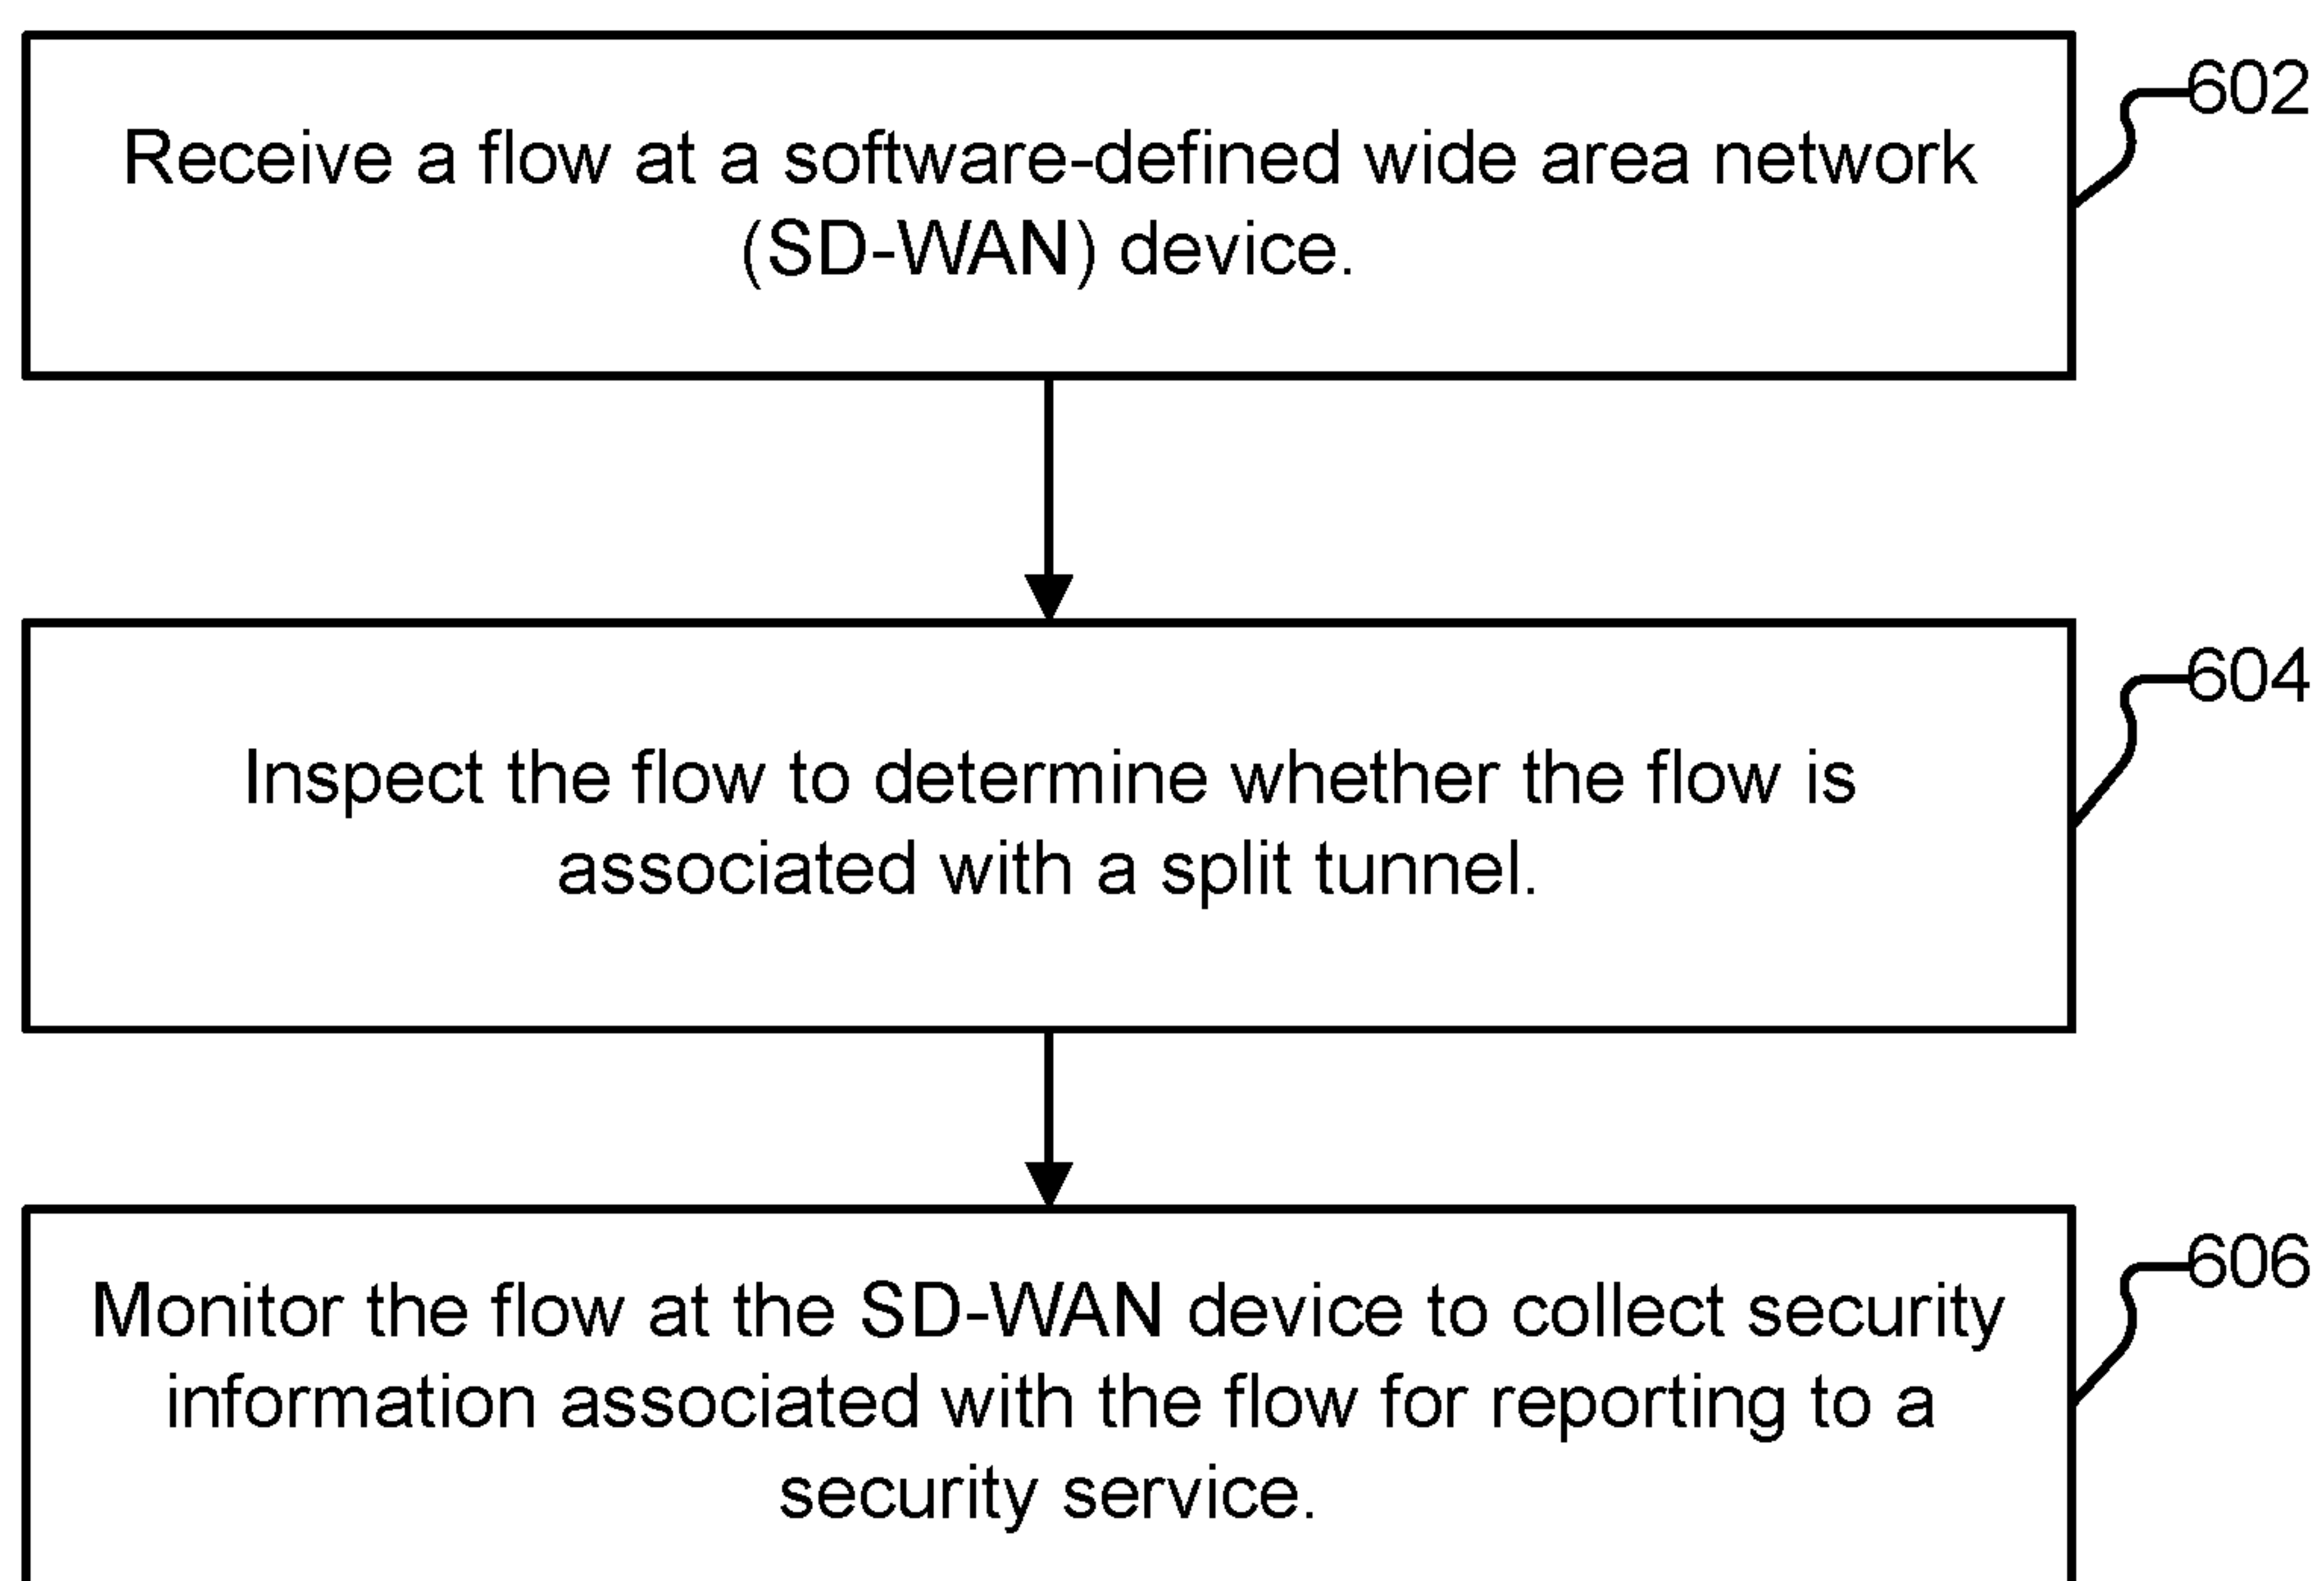 Receive a flow at a software-defined wide area network
(SD-WAN) device.
602
Inspect the flow to determine whether the flow is
associated with a split tunnel.
604
Monitor the flow at the SD-WAN device to collect security
information associated with the flow for reporting to a
security service.
606